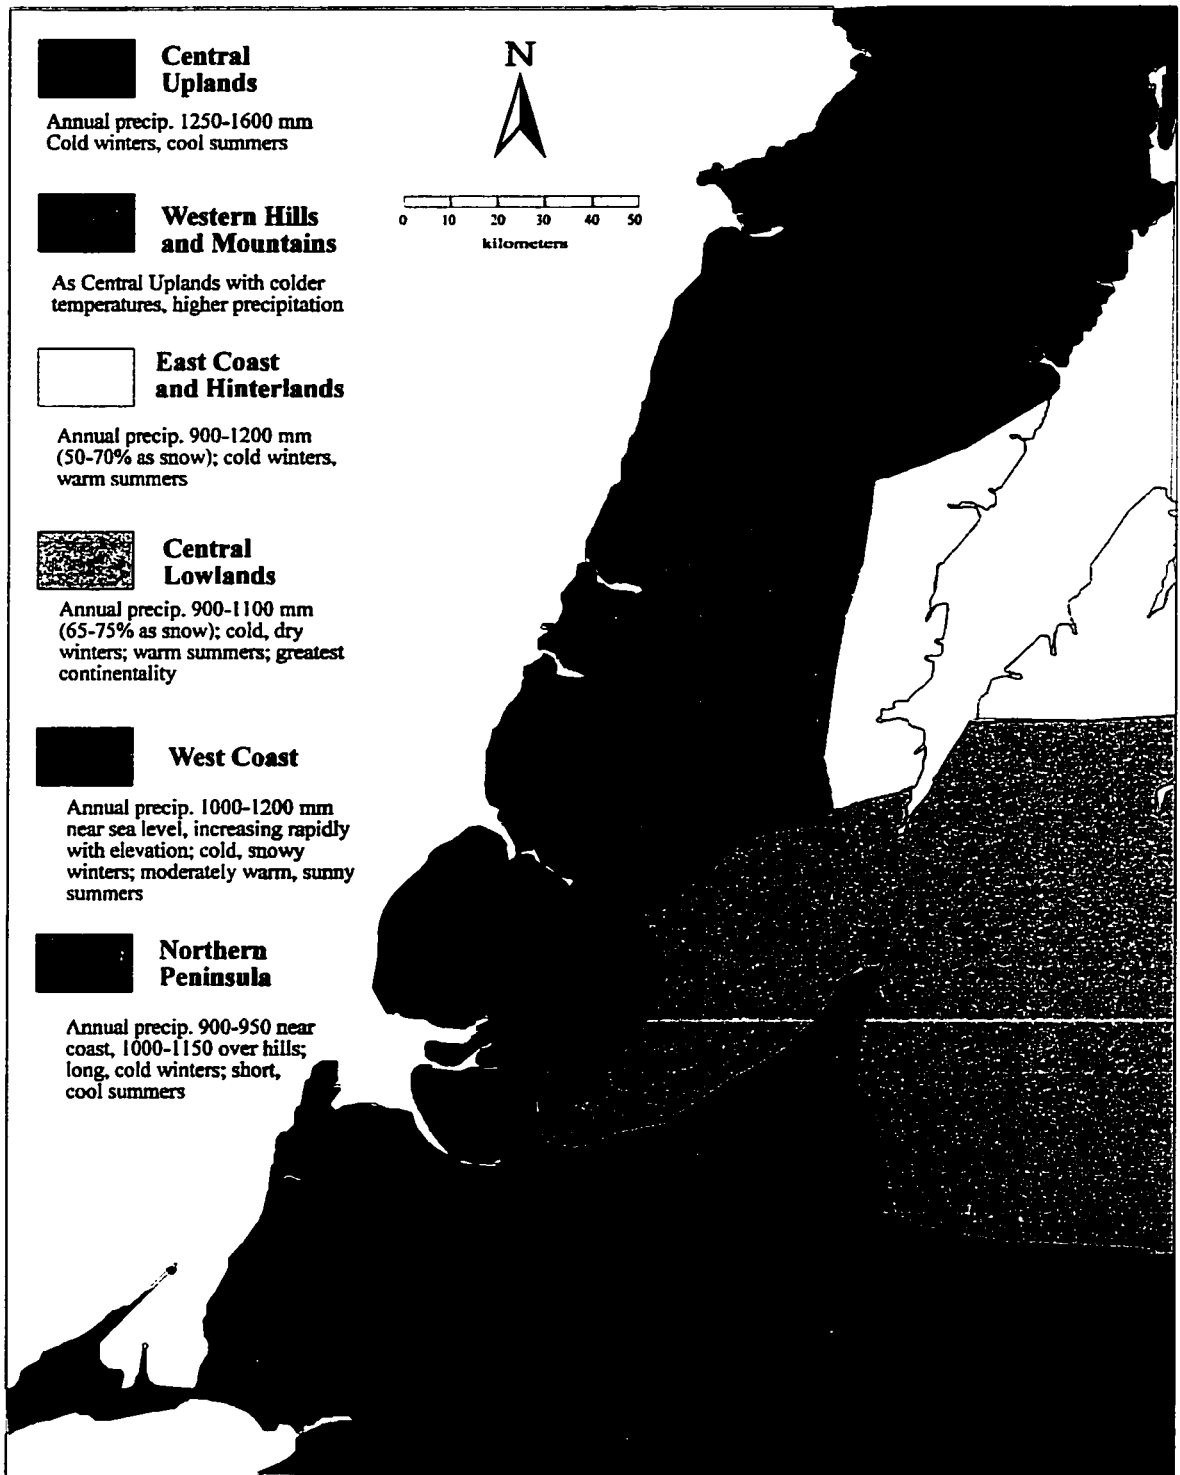 Central
Uplands
Annual precip. 1250-1600 mm
Cold winters, cool summers
Western Hills
and Mountains
As Central Uplands with colder
temperatures, higher precipitation
East Coast
and Hinterlands
Annual precip. 900-1200 mm
(50-70% as snow); cold winters,
warm summers
Central
Lowlands
Annual precip. 900-1100 mm
(65-75% as snow); cold, dry
winters; warm summers; greatest
continentality
West Coast
Annual precip. 1000-1200 mm
near sea level, increasing rapidly
with elevation; cold, snowy
winters; moderately warm, sunny
summers
Northern
Peninsula
Annual precip. 900-950 near
coast, 1000-1150 over hills;
long, cold winters; short,
cool summers
N
0 10 20 30 40 50
kilometers